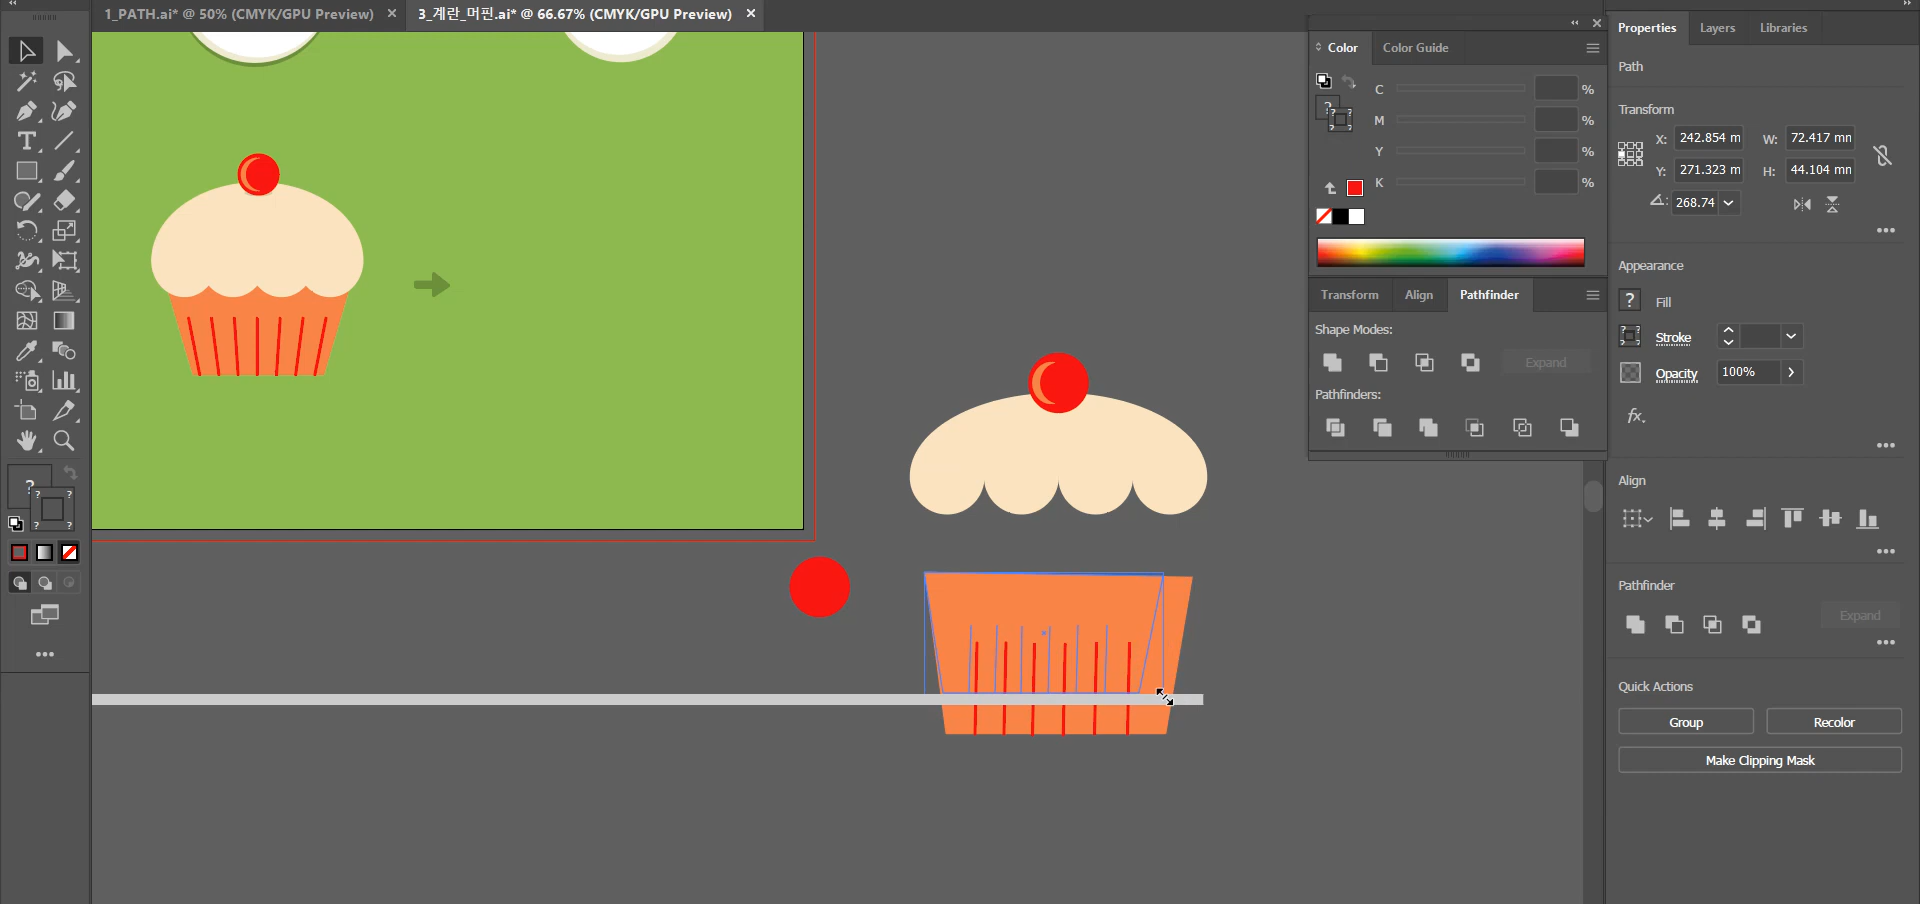 1_PATH.ai* @ 50% (CMYK/GPU Preview)
3_계란_머핀.ai* @ 66.67% (CMYK/GPU Preview)
Color
Color Guide
C %
M %
Y %
K %
Transform
Align
Pathfinder
Shape Modes:
Expand
Pathfinders:
Properties
Layers
Libraries
Path
Transform
X: 242.854 m
W: 72.417 mm
Y: 271.323 m
H: 44.104 mm
268.74
Appearance
? Fill
Stroke
Opacity
100%
fx.
Align
Pathfinder
Expand
Quick Actions
Group
Recolor
Make Clipping Mask